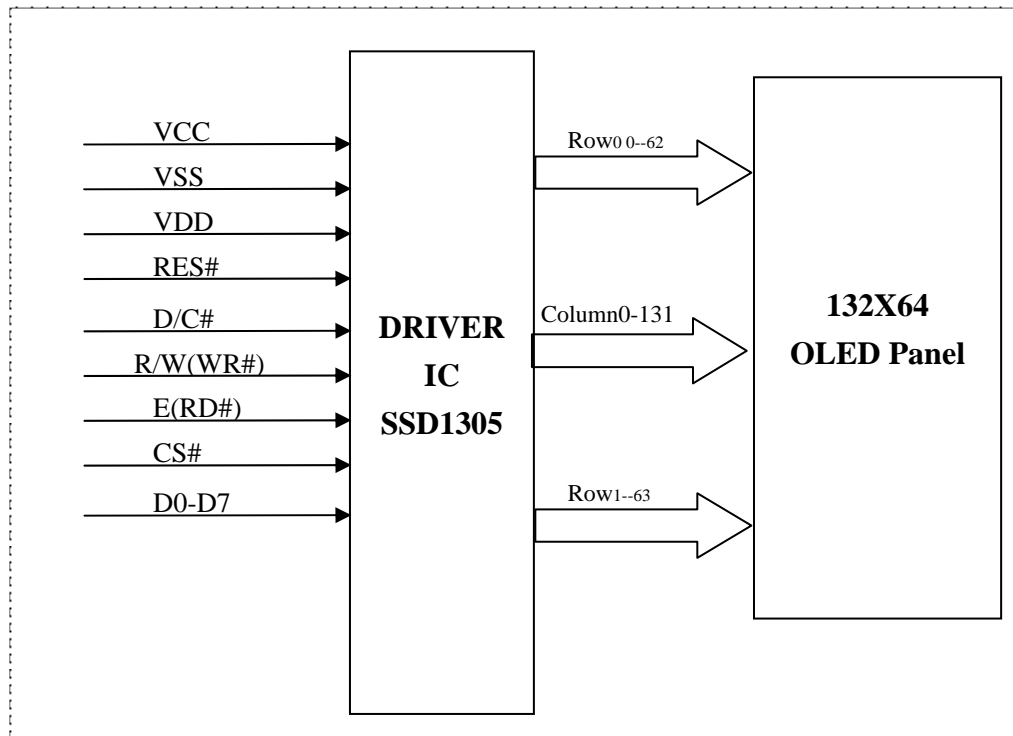 VCC
VSS
VDD
RES#
D/C#
R/W(WR#)
E(RD#)
CS#
D0-D7
DRIVER
IC
SSD1305
Row0 0--62
Column0-131
Row1--63
132X64
OLED Panel